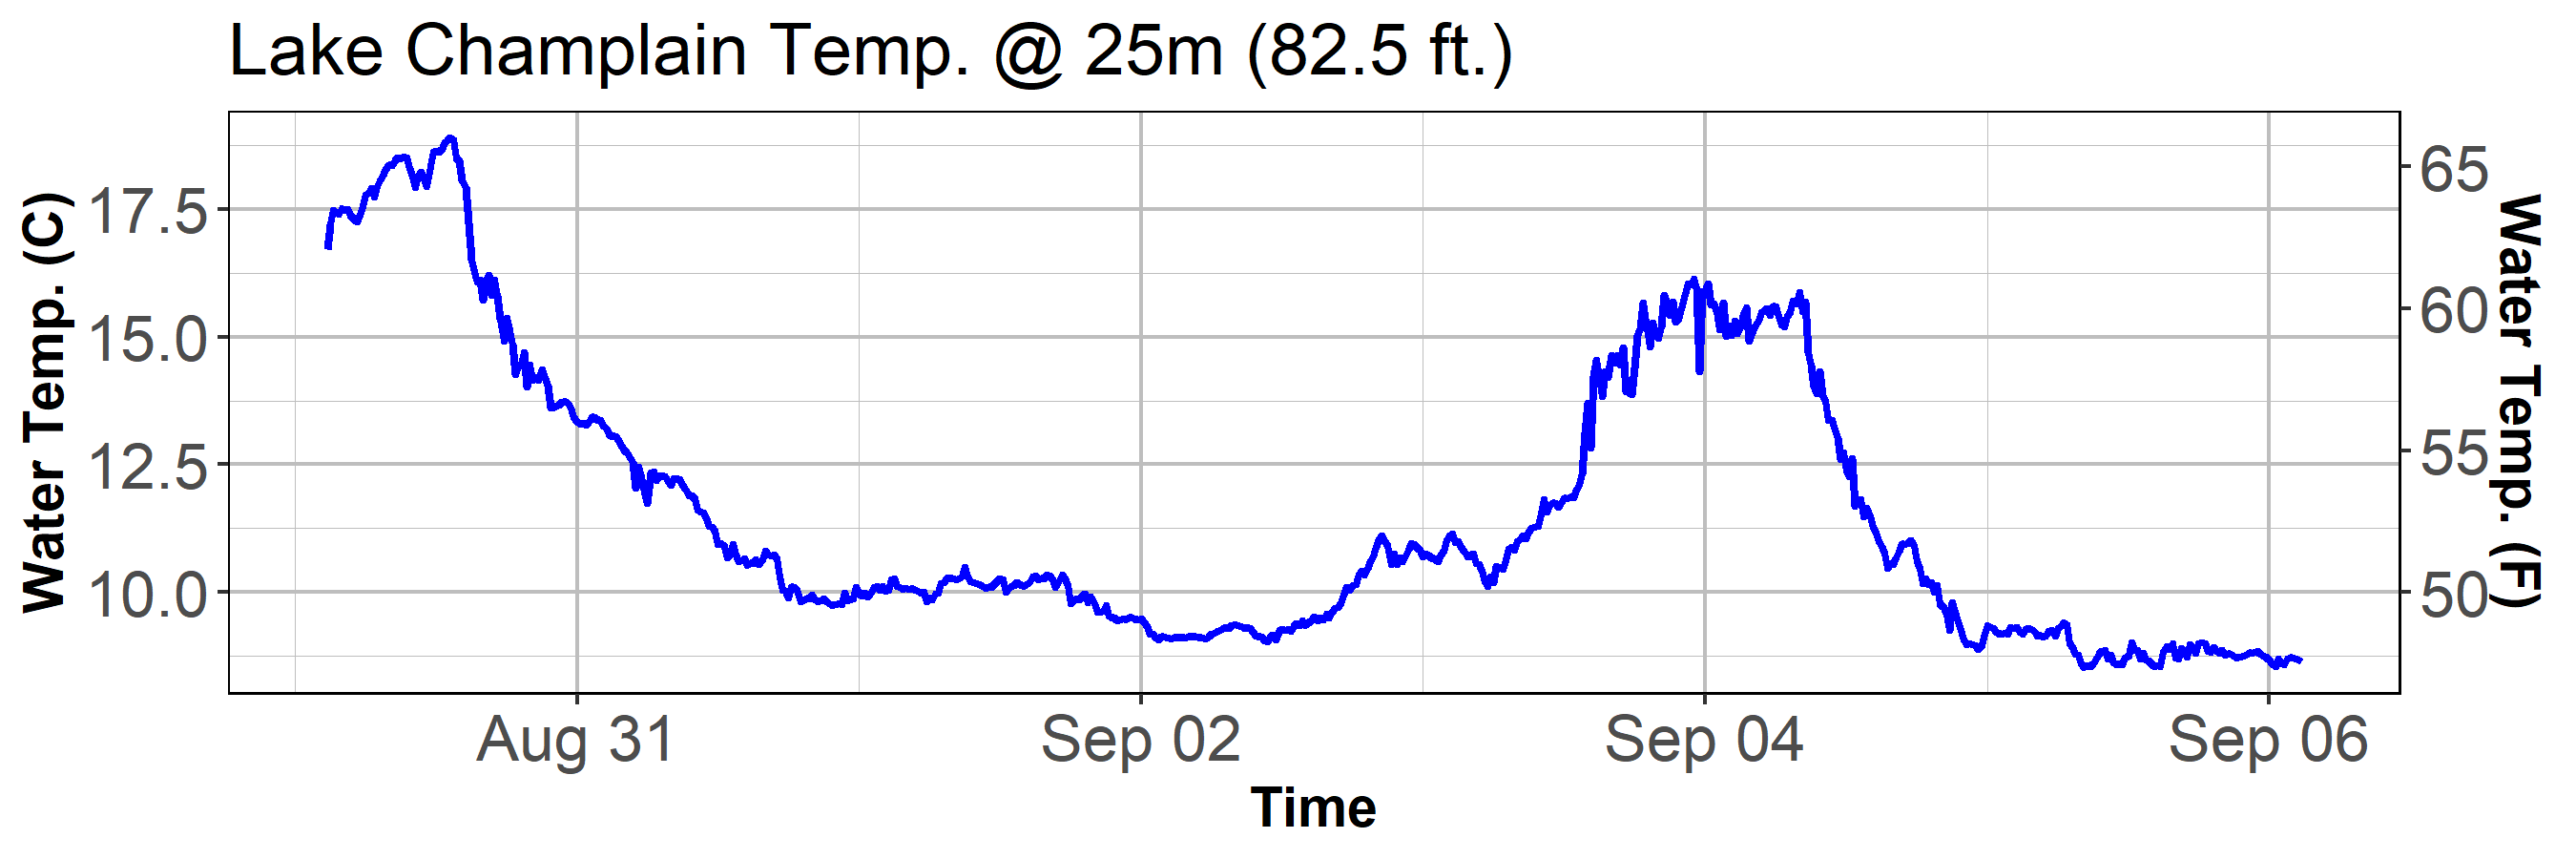 Lake Champlain Temp. @ 25m (82.5 ft.)
Water Temp. (C)
17.5
15.0
12.5
10.0
65
60
55
50
Water Temp. (F)
Aug 31 Sep 02 Sep 04 Sep 06
Time